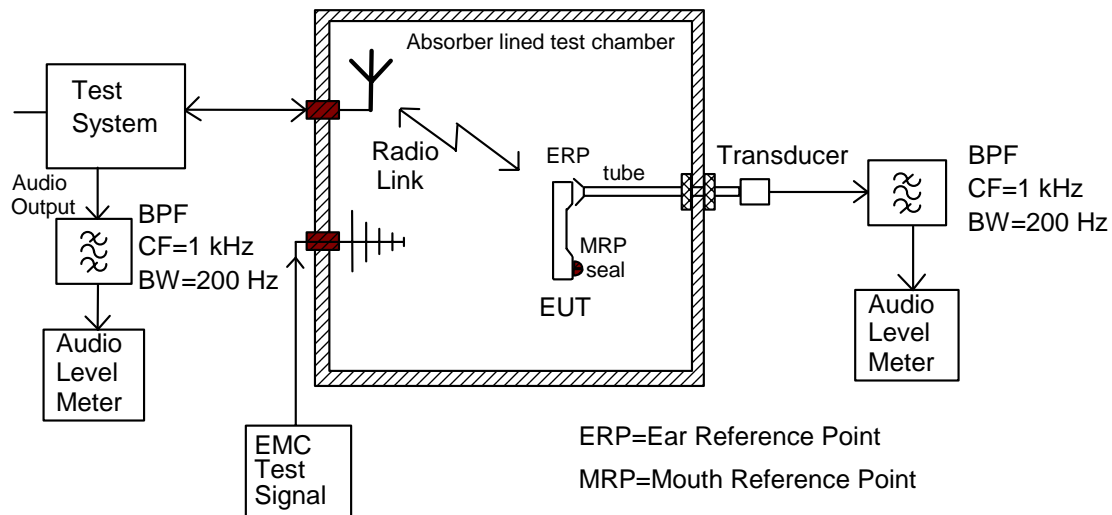 Absorber lined test chamber
Test
System
Radio
Link
ERP
tube
Transducer
BPF
CF=1 kHz
BW=200 Hz
Audio
Output
BPF
CF=1 kHz
BW=200 Hz
MRP
seal
EUT
Audio
Level
Meter
Audio
Level
Meter
EMC
Test
Signal
ERP=Ear Reference Point
MRP=Mouth Reference Point